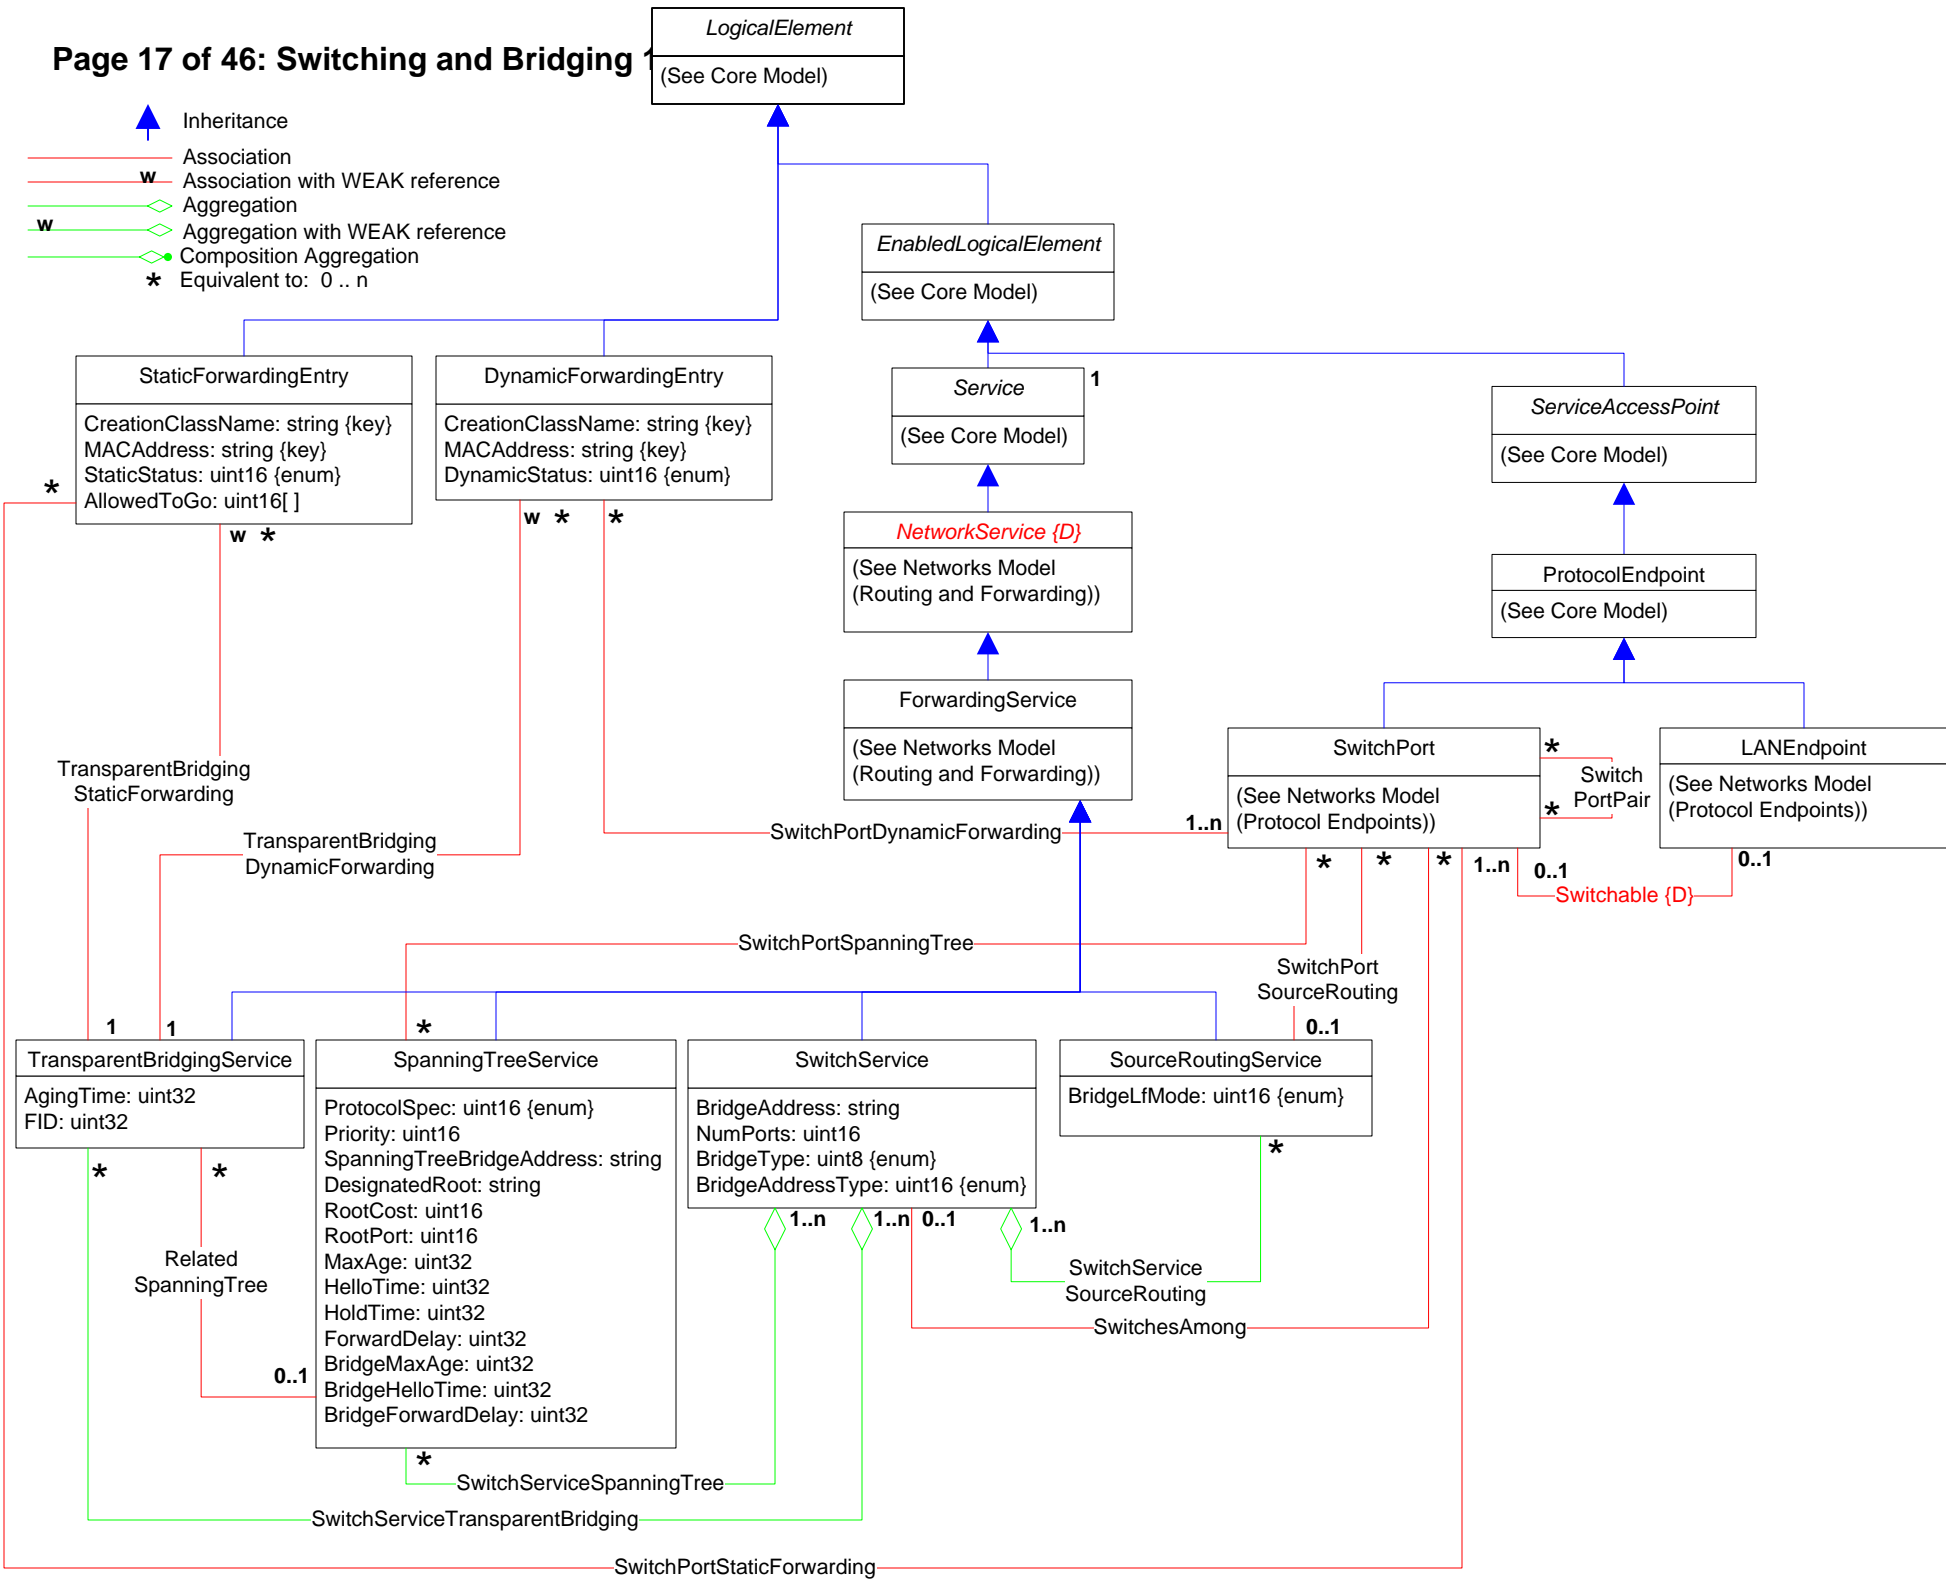 Page 17 of 46: Switching and Bridging 1
Inheritance
Association
w
Association with WEAK reference
Aggregation
w
Aggregation with WEAK reference
Composition Aggregation
* Equivalent to: 0 .. n
LogicalElement
(See Core Model)
EnabledLogicalElement
(See Core Model)
StaticForwardingEntry
CreationClassName: string {key}
MACAddress: string {key}
StaticStatus: uint16 {enum}
AllowedToGo: uint16[ ]
*
w *
DynamicForwardingEntry
CreationClassName: string {key}
MACAddress: string {key}
DynamicStatus: uint16 {enum}
w *
*
Service
(See Core Model)
1
ServiceAccessPoint
(See Core Model)
NetworkService {D}
(See Networks Model
(Routing and Forwarding))
ProtocolEndpoint
(See Core Model)
ForwardingService
(See Networks Model
(Routing and Forwarding))
SwitchPort
(See Networks Model
(Protocol Endpoints))
*
Switch
PortPair
*
LANEndpoint
(See Networks Model
(Protocol Endpoints))
TransparentBridging
StaticForwarding
TransparentBridging
DynamicForwarding
SwitchPortDynamicForwarding
1..n
*
*
*
1..n
0..1
0..1
Switchable {D}
SwitchPortSpanningTree
SwitchPort
SourceRouting
1
1
*
0..1
TransparentBridgingService
AgingTime: uint32
FID: uint32
*
*
SpanningTreeService
ProtocolSpec: uint16 {enum}
Priority: uint16
SpanningTreeBridgeAddress: string
DesignatedRoot: string
RootCost: uint16
RootPort: uint16
MaxAge: uint32
HelloTime: uint32
HoldTime: uint32
ForwardDelay: uint32
BridgeMaxAge: uint32
BridgeHelloTime: uint32
BridgeForwardDelay: uint32
SwitchService
BridgeAddress: string
NumPorts: uint16
BridgeType: uint8 {enum}
BridgeAddressType: uint16 {enum}
1..n
1..n
0..1
1..n
SourceRoutingService
BridgeLfMode: uint16 {enum}
*
Related
SpanningTree
0..1
SwitchService
SourceRouting
SwitchesAmong
*
SwitchServiceSpanningTree
SwitchServiceTransparentBridging
SwitchPortStaticForwarding